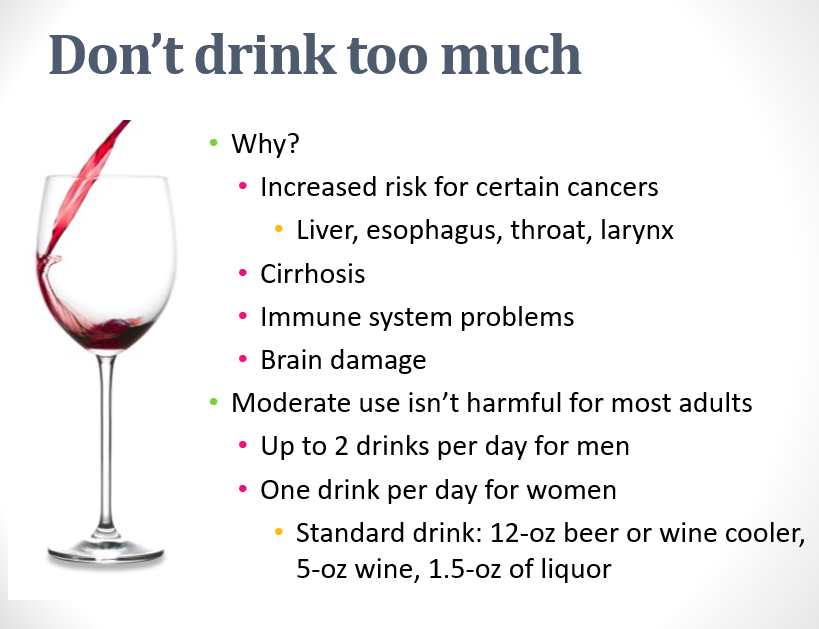 Don’t drink too much
• Why?
• Increased risk for certain cancers
• Liver, esophagus, throat, larynx
• Cirrhosis
• Immune system problems
• Brain damage
• Moderate use isn’t harmful for most adults
• Up to 2 drinks per day for men
• One drink per day for women
• Standard drink: 12-oz beer or wine cooler,
5-oz wine, 1.5-oz of liquor